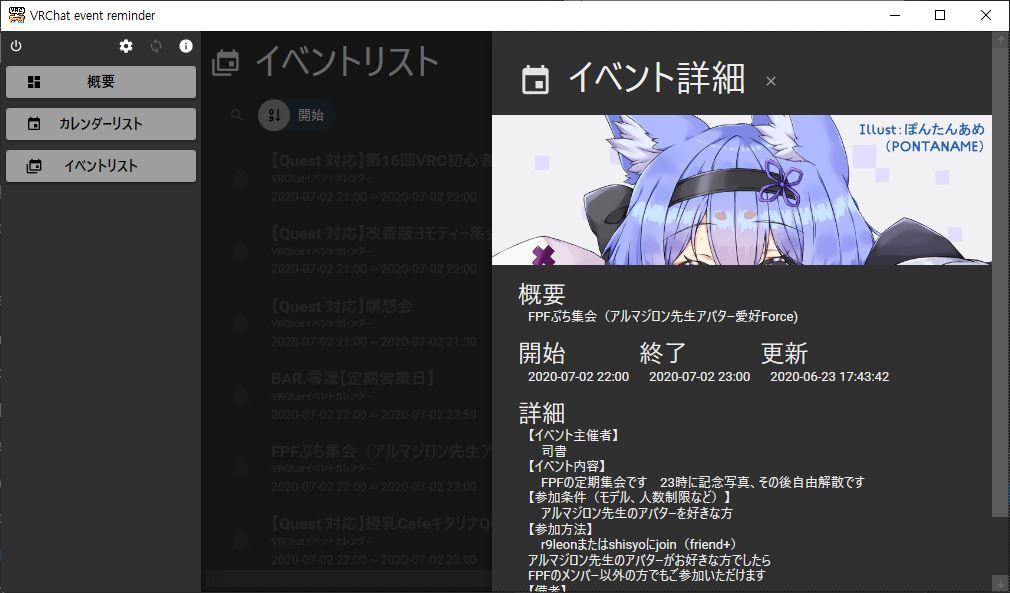 VRChat event reminder
概要
カレンダーリスト
イベントリスト
イベントリスト
開始
【Quest 対応】第16回VRC初心者
VRChatイベントカレンダー
2020-07-02 21:00 ~ 2020-07-02 22:00
【Quest 対応】改善版ヨモティー集会
VRChatイベントカレンダー
2020-07-02 21:00 ~ 2020-07-02 22:00
【Quest 対応】瞑想会
VRChatイベントカレンダー
2020-07-02 21:00 ~ 2020-07-02 21:30
BAR.雫凜【定期営業日】
VRChatイベントカレンダー
2020-07-02 22:00 ~ 2020-07-02 23:59
FPFぷち集会（アルマジロン先生ア
VRChatイベントカレンダー
2020-07-02 22:00 ~ 2020-07-02 23:00
【Quest 対応】授乳Cafeキタリナ
VRChatイベントカレンダー
2020-07-02 22:00 ~ 2020-07-02 23:00
イベント詳細 ×
Illust：ぽんたんあめ
（PONTANAME）
概要
FPFぷち集会（アルマジロン先生アバター愛好Force)
開始 終了 更新
2020-07-02 22:00 2020-07-02 23:00 2020-06-23 17:43:42
詳細
【イベント主催者】
司書
【イベント内容】
FPFの定期集会です　23時に記念写真、その後自由解散です
【参加条件（モデル、人数制限など）】
アルマジロン先生のアバターを好きな方
【参加方法】
r9leonまたはshisyoにjoin（friend+）
アルマジロン先生のアバターがお好きな方でしたら
FPFのメンバー以外の方でもご参加いただけます
【備考】